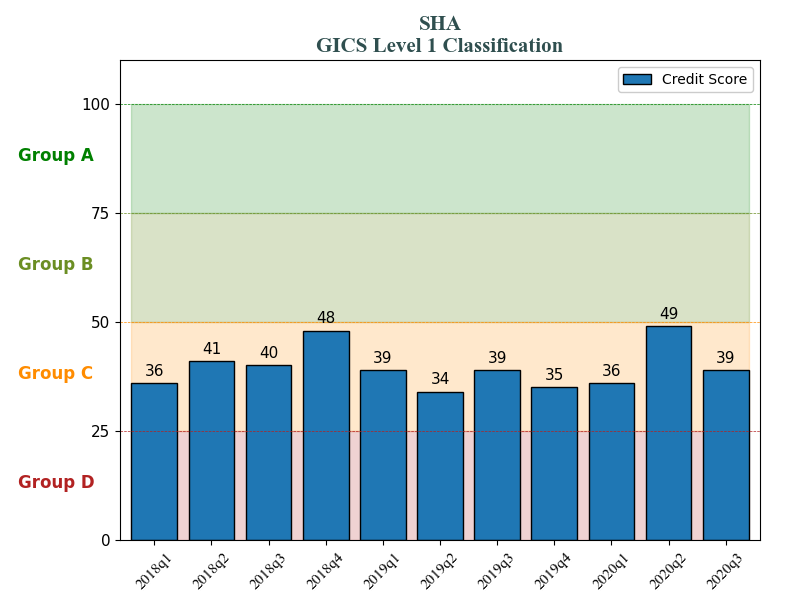 SHA
GICS Level 1 Classification
Credit Score
100
Group A
75
Group B
50
48
49
41
40
39
39
39
36
36
35
34
Group C
25
Group D
0
2018q1 2018q2 2018q3 2018q4 2019q1 2019q2 2019q3 2019q4 2020q1 2020q2 2020q3